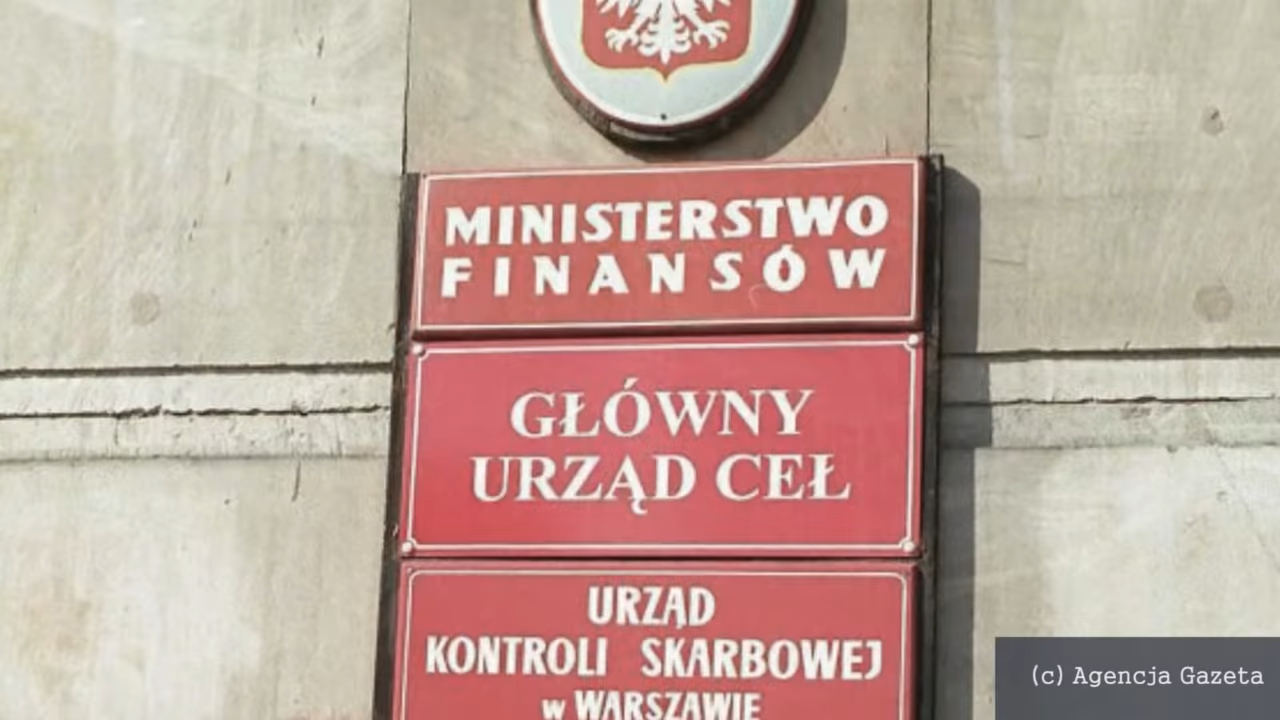 MINISTERSTWO
FINANSÓW
GŁÓWNY
URZĄD CEŁ
URZĄD
KONTROLI SKARBOWEJ
w WARSZAWIE
(c) Agencja Gazeta